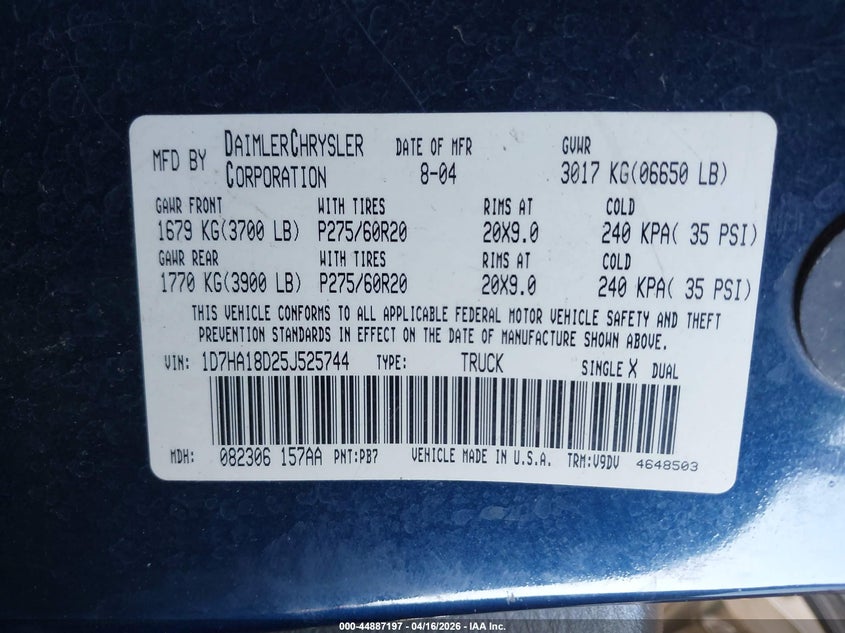 MFD BY DAIMLERCHRYSLER CORPORATION DATE OF MFR 8-04 GVWR 3017 KG(06650 LB)
GAWR FRONT WITH TIRES RIMS AT COLD
1679 KG(3700 LB) P275/60R20 20X9.0 240 KPA( 35 PSI)
GAWR REAR WITH TIRES RIMS AT COLD
1770 KG(3900 LB) P275/60R20 20X9.0 240 KPA( 35 PSI)
THIS VEHICLE CONFORMS TO ALL APPLICABLE FEDERAL MOTOR VEHICLE SAFETY AND THEFT
PREVENTION STANDARDS IN EFFECT ON THE DATE OF MANUFACTURE SHOWN ABOVE.
VIN: 1D7HA18D25J525744 TYPE: TRUCK SINGLE X DUAL
MDH: 082306 157AA PNT:PB7 VEHICLE MADE IN U.S.A. TRM:V9DV 4648503
000-44887197 - 04/16/2026 - IAA Inc.